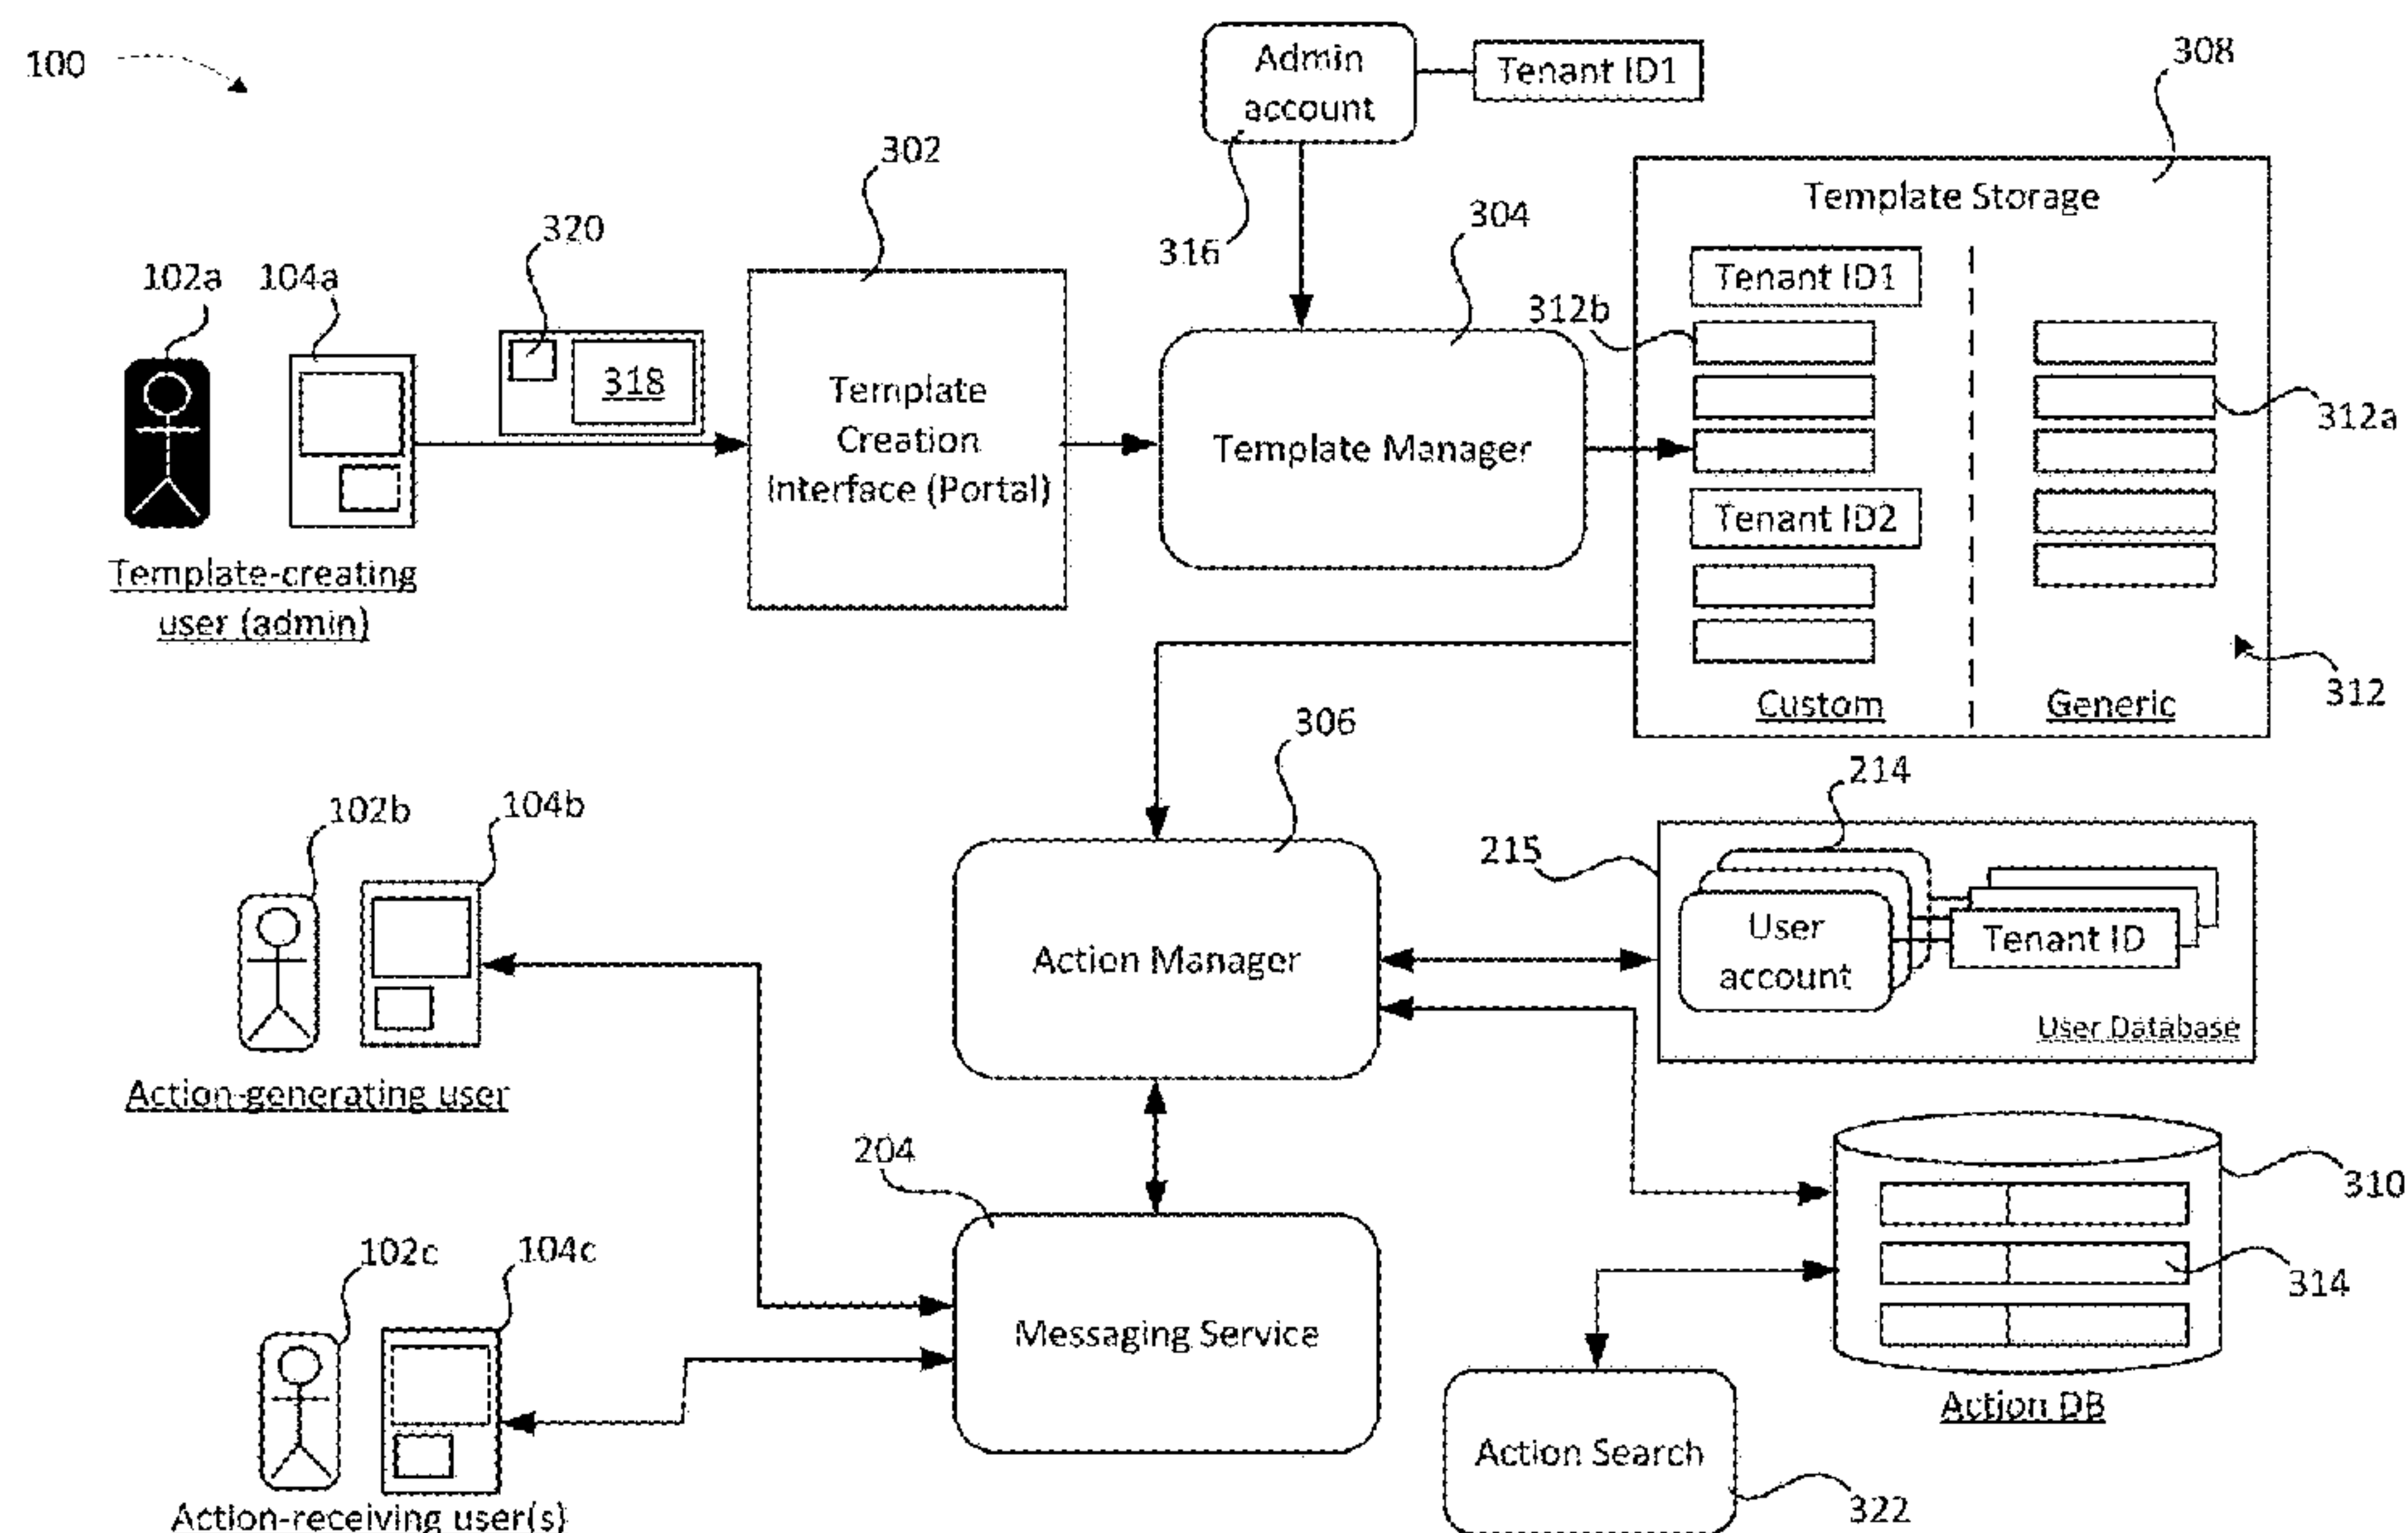 100
Admin
account
Tenant ID1
316
308
302
320
318
304
102a
104a
Template-creating
user (admin)
Template
Creation
Interface (Portal)
Template Manager
Template Storage
Tenant ID1
312b
312a
Tenant ID2
Custom
Generic
312
306
102b
104b
Action-generating user
Action Manager
214
215
User
account
Tenant ID
User Database
204
102c
104c
Messaging Service
310
314
Action DB
Action Search
322
Action-receiving user(s)